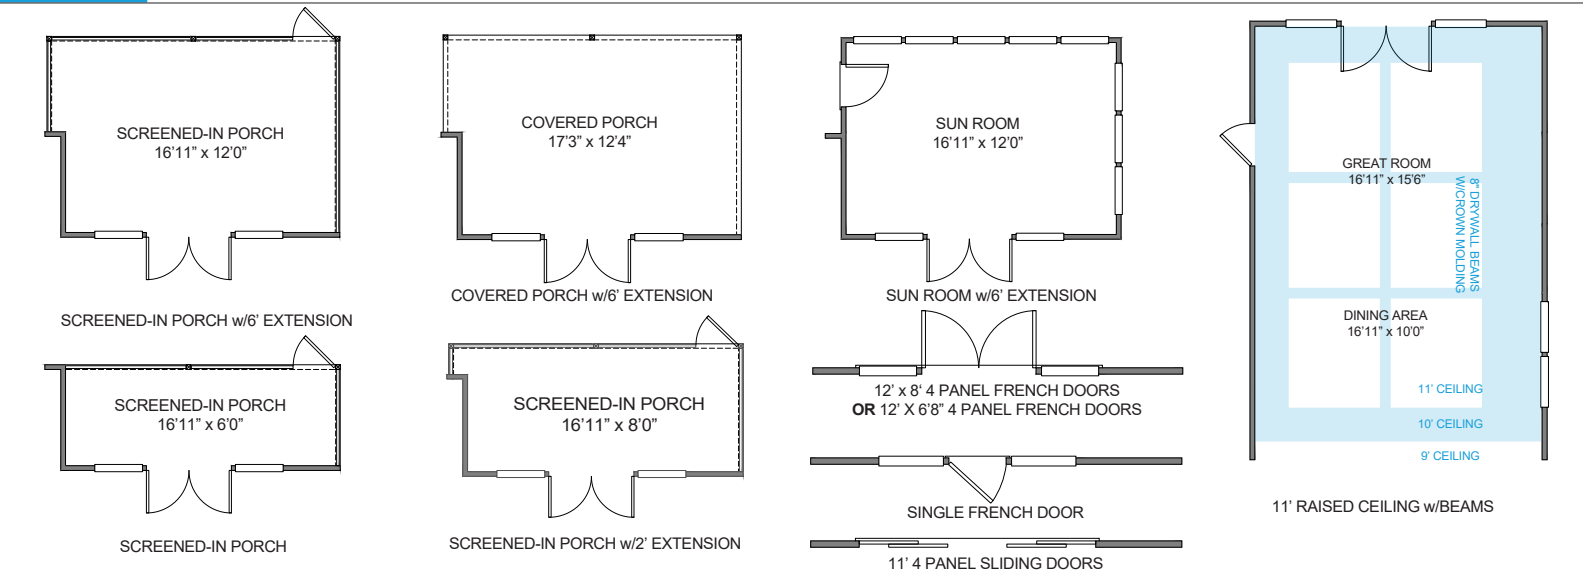 SCREENED-IN PORCH
16'11" x 12'0"
SCREENED-IN PORCH w/6' EXTENSION
COVERED PORCH
17'3" x 12'4"
COVERED PORCH w/6' EXTENSION
SUN ROOM
16'11" x 12'0"
SUN ROOM w/6' EXTENSION
GREAT ROOM
16'11" x 15'6"
8" DRYWALL BEAMS
W/CROWN MOLDING
DINING AREA
16'11" x 10'0"
11' CEILING
10' CEILING
9' CEILING
11' RAISED CEILING w/BEAMS
SCREENED-IN PORCH
16'11" x 6'0"
SCREENED-IN PORCH
SCREENED-IN PORCH
16'11" x 8'0"
SCREENED-IN PORCH w/2' EXTENSION
12' x 8' 4 PANEL FRENCH DOORS
OR 12' X 6'8" 4 PANEL FRENCH DOORS
SINGLE FRENCH DOOR
11' 4 PANEL SLIDING DOORS